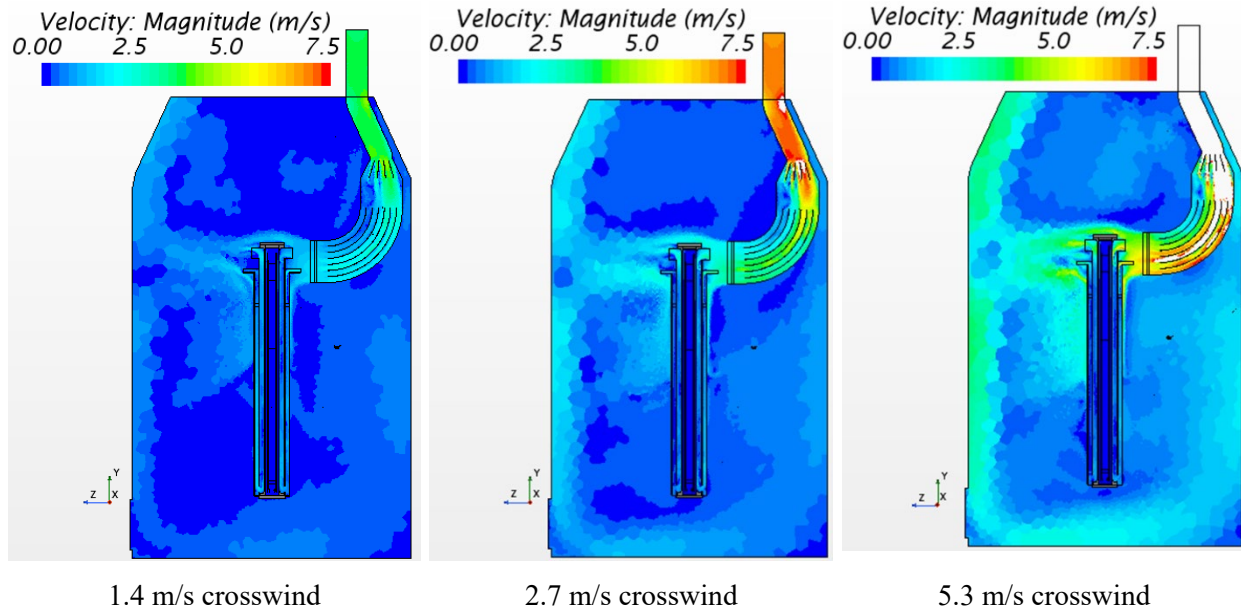 Velocity: Magnitude (m/s)
0.00 2.5 5.0 7.5
Y
Z X
1.4 m/s crosswind
Velocity: Magnitude (m/s)
0.00 2.5 5.0 7.5
Y
Z X
2.7 m/s crosswind
Velocity: Magnitude (m/s)
0.00 2.5 5.0 7.5
Y
Z X
5.3 m/s crosswind